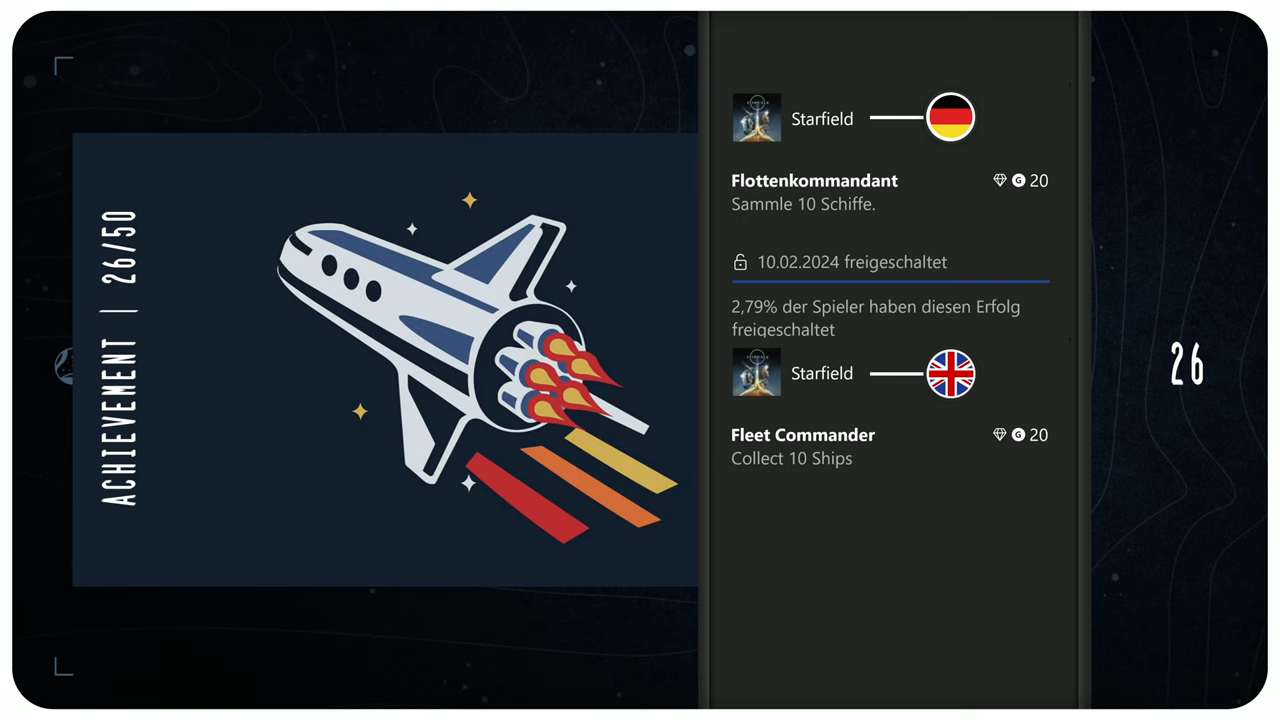 ACHIEVEMENT | 26/50
Starfield
Flottenkommandant
G 20
Sammle 10 Schiffe.
10.02.2024 freigeschaltet
2,79% der Spieler haben diesen Erfolg
freigeschaltet
Starfield
Fleet Commander
G 20
Collect 10 Ships
26